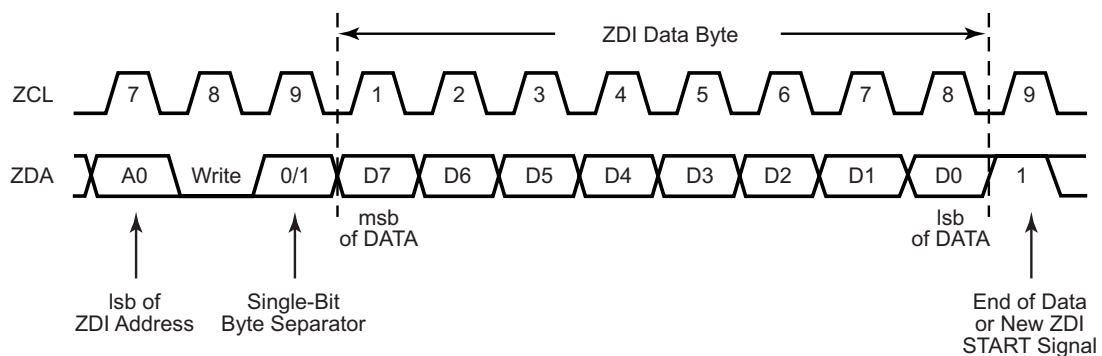 ZDI Data Byte
ZCL 7 8 9 1 2 3 4 5 6 7 8 9
ZDA A0 Write 0/1 D7 D6 D5 D4 D3 D2 D1 D0 1
msb
of DATA
lsb
of DATA
lsb of
ZDI Address
Single-Bit
Byte Separator
End of Data
or New ZDI
START Signal